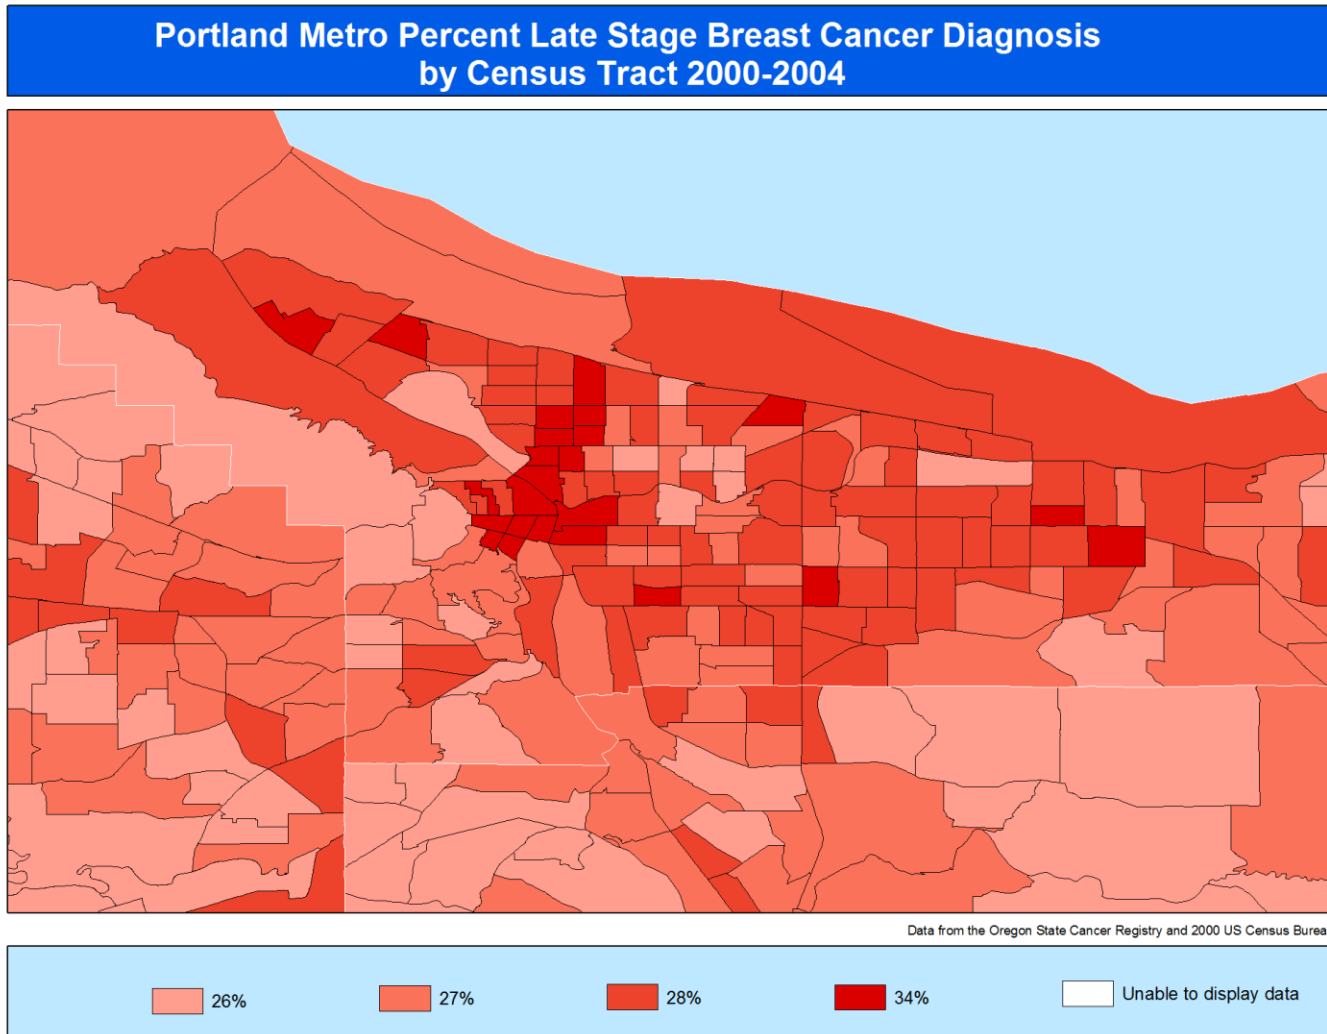 Portland Metro Percent Late Stage Breast Cancer Diagnosis
by Census Tract 2000-2004
Data from the Oregon State Cancer Registry and 2000 US Census Burea
26%
27%
28%
34%
Unable to display data